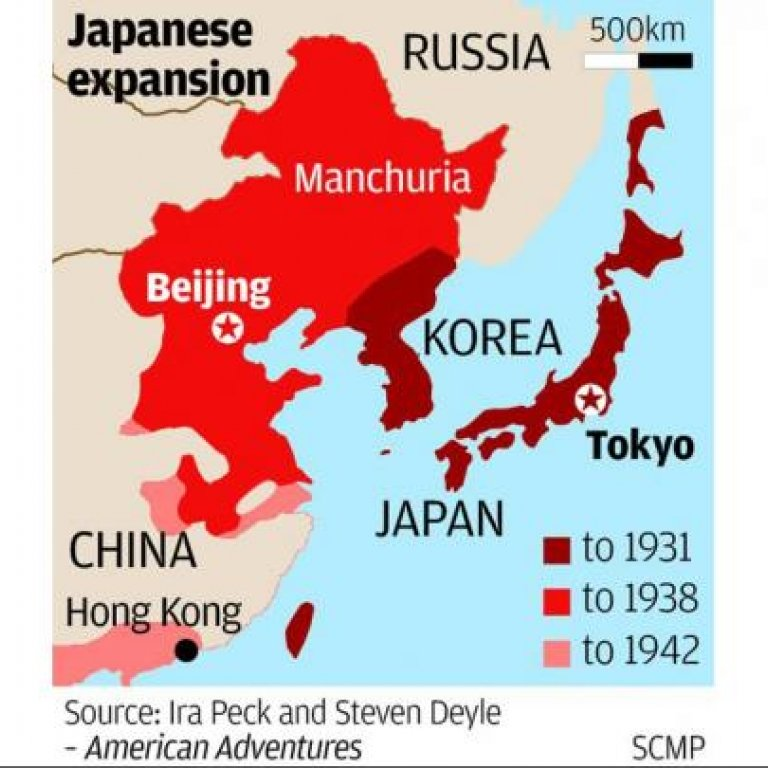 Japanese
expansion
RUSSIA
500km
Manchuria
Beijing
KOREA
Tokyo
JAPAN
CHINA
Hong Kong
to 1931
to 1938
to 1942
Source: Ira Peck and Steven Deyle
– American Adventures
SCMP